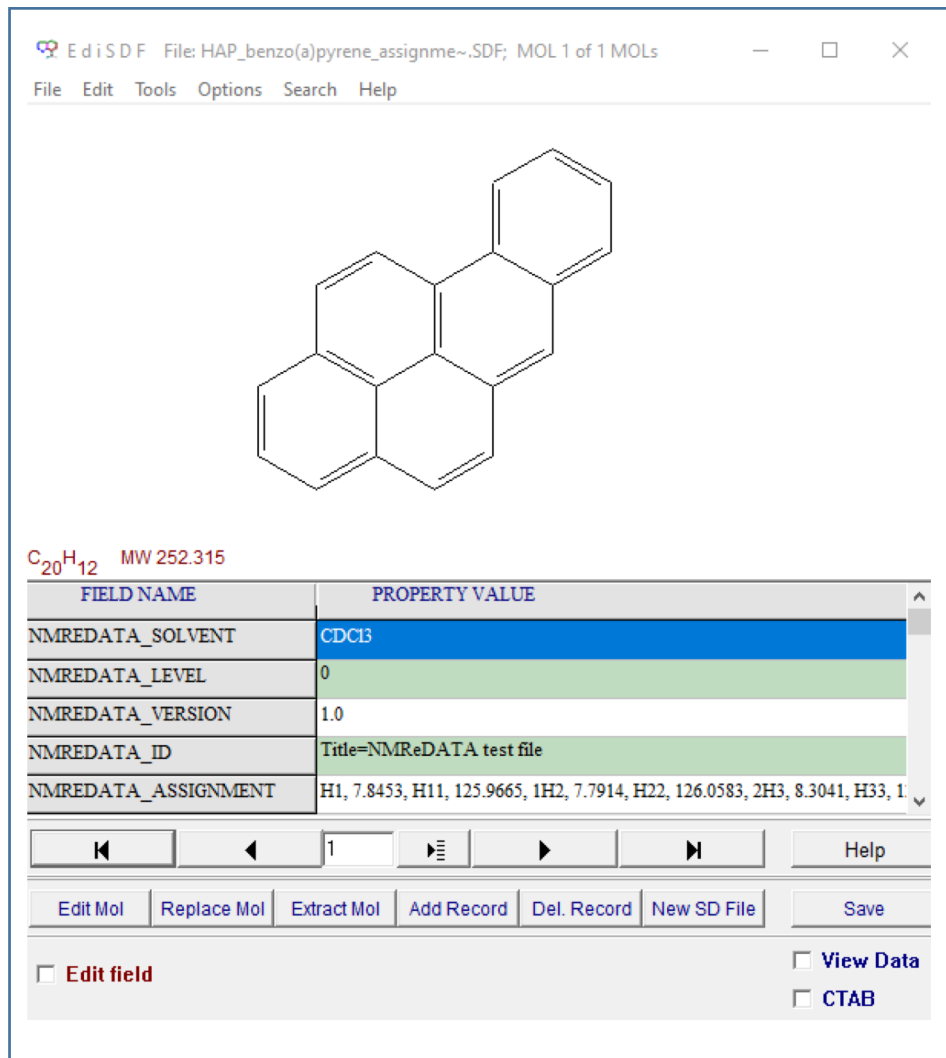 E d i S D F File: HAP_benzo(a)pyrene_assignme~.SDF; MOL 1 of 1 MOLs
File Edit Tools Options Search Help
C20H12 MW 252.315
FIELD NAME PROPERTY VALUE
NMREDATA_SOLVENT CDCl3
NMREDATA_LEVEL 0
NMREDATA_VERSION 1.0
NMREDATA_ID Title=NMReDATA test file
NMREDATA_ASSIGNMENT H1, 7.8453, H11, 125.9665, 1H2, 7.7914, H22, 126.0583, 2H3, 8.3041, H33,
1 Help
Edit Mol Replace Mol Extract Mol Add Record Del. Record New SD File Save
Edit field
View Data
CTAB